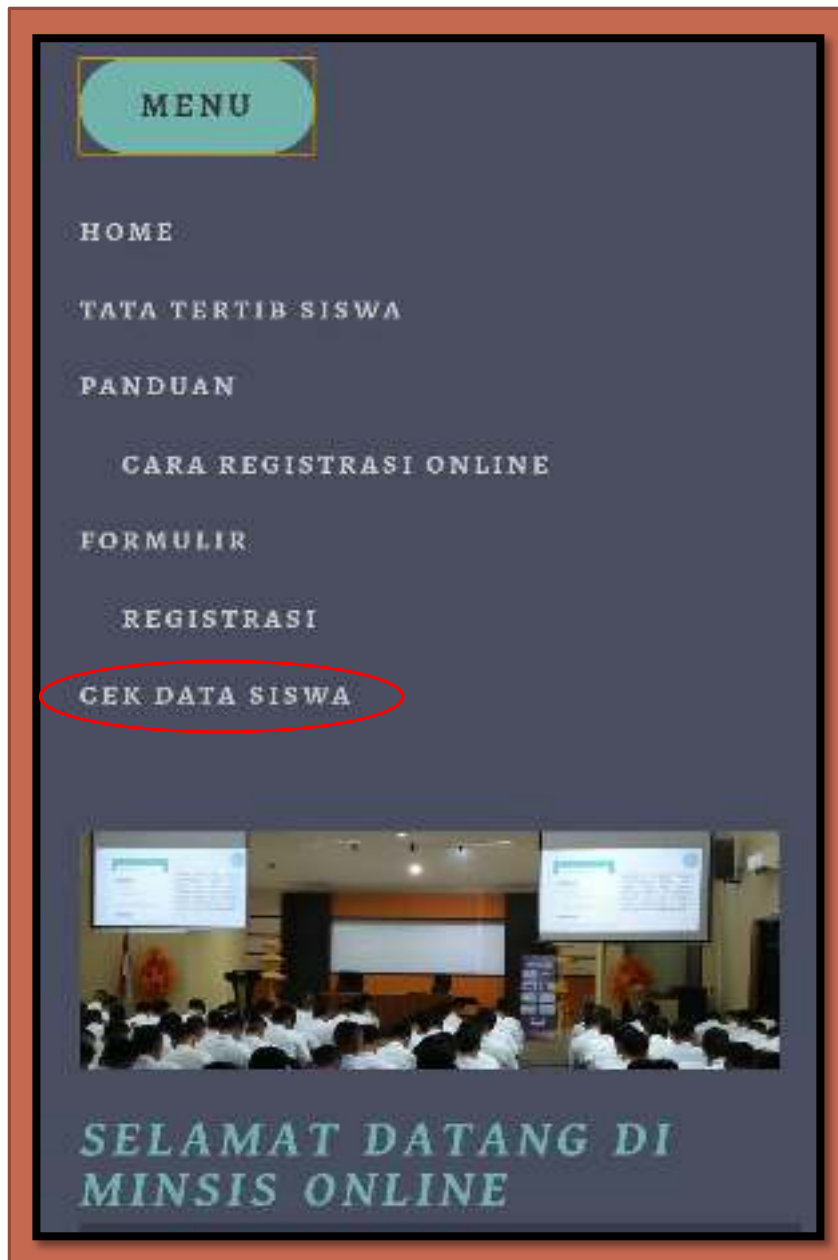 MENU
HOME
TATA TERTIB SISWA
PANDUAN
CARA REGISTRASI ONLINE
FORMULIR
REGISTRASI
CEK DATA SISWA
SELAMAT DATANG DI
MINSIS ONLINE